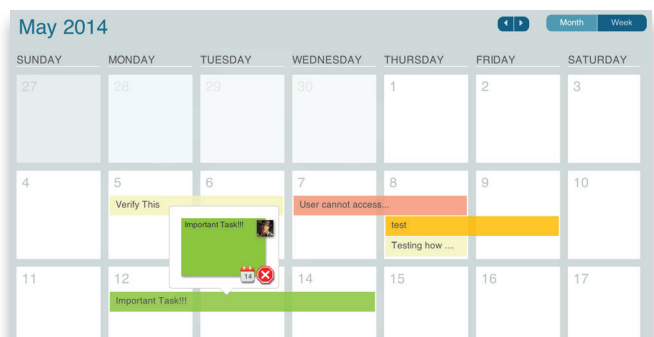 May 2014
Month Week
SUNDAY MONDAY TUESDAY WEDNESDAY THURSDAY FRIDAY SATURDAY
27 28 29 30 1 2 3
4 5 6 7 8 9 10
Verify This User cannot access...
Important Task!!! test
Testing how ...
14
11 12 14 15 16 17
Important Task!!!